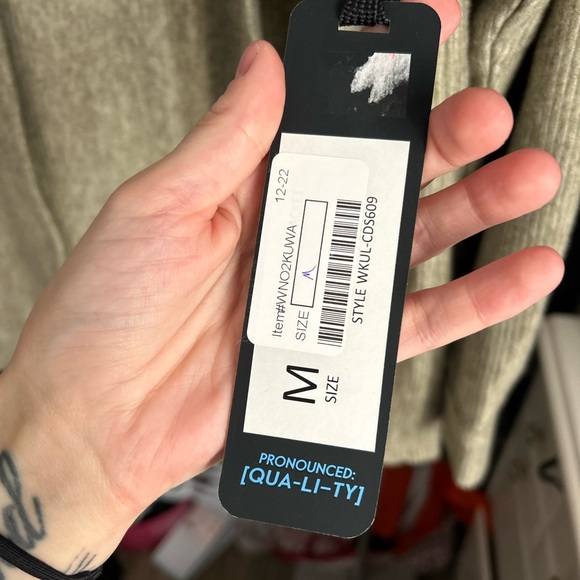 12-22
Item#WNO2KUWA
SIZE M
STYLE WKUL-CDS609
M
SIZE
PRONOUNCED:
[QUA-LI-TY]